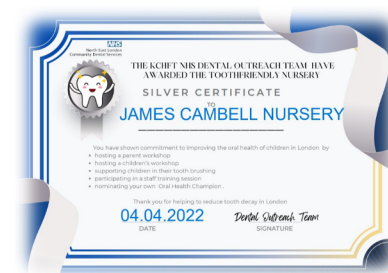 NHS
North East London
Community Dental Services
THE KCHFT NHS DENTAL OUTREACH TEAM HAVE
AWARDED THE TOOTHFRIENDLY NURSERY
SILVER CERTIFICATE
TO
JAMES CAMBELL NURSERY
You have shown commitment to improving the oral health of children in London by
hosting a parent workshop
hosting a children's workshop
supporting children in their tooth brushing
participating in a staff training session
nominating your own Oral Health Champion .
Thank you for helping to reduce tooth decay in London
04.04.2022 Dental Outreach Team
DATE SIGNATURE